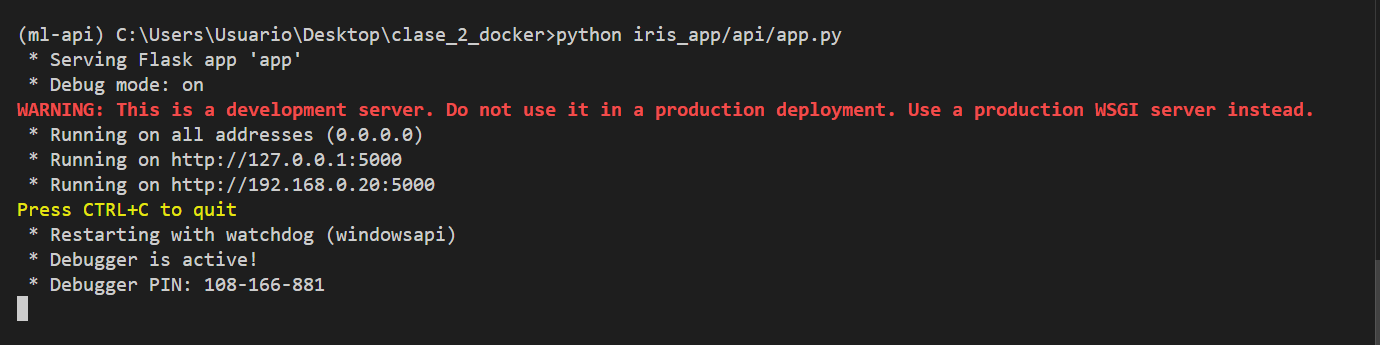 (ml-api) C:\Users\Usuario\Desktop\clase_2_docker>python iris_app/api/app.py
 * Serving Flask app 'app'
 * Debug mode: on
WARNING: This is a development server. Do not use it in a production deployment. Use a production WSGI server instead.
 * Running on all addresses (0.0.0.0)
 * Running on http://127.0.0.1:5000
 * Running on http://192.168.0.20:5000
Press CTRL+C to quit
 * Restarting with watchdog (windowsapi)
 * Debugger is active!
 * Debugger PIN: 108-166-881